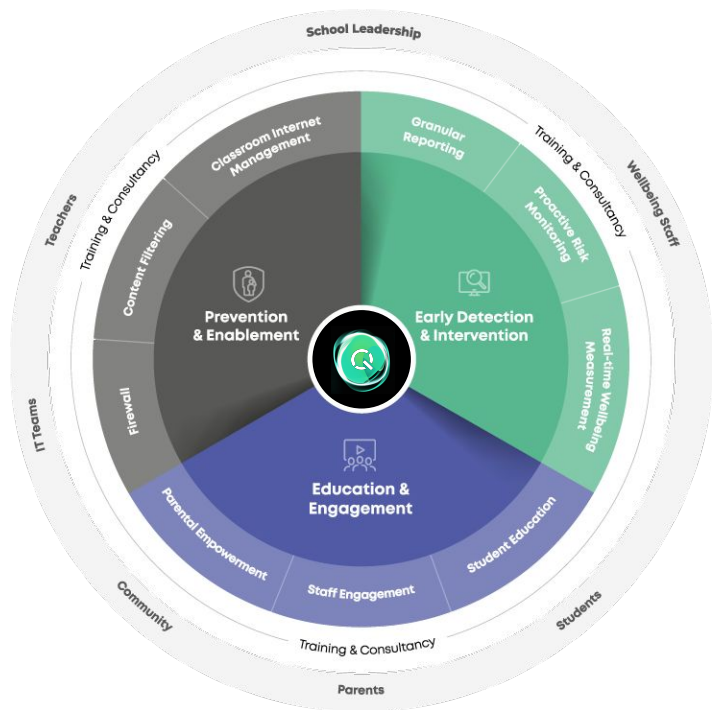 School Leadership
Wellbeing Staff
Students
Parents
Community
IT Teams
Teachers
Training & Consultancy
Training & Consultancy
Training & Consultancy
Classroom Internet
Management
Content Filtering
Firewall
Prevention
& Enablement
Granular
Reporting
Proactive Risk
Monitoring
Real-time Wellbeing
Measurement
Early Detection
& Intervention
Education &
Engagement
Parental Empowerment
Staff Engagement
Student Education